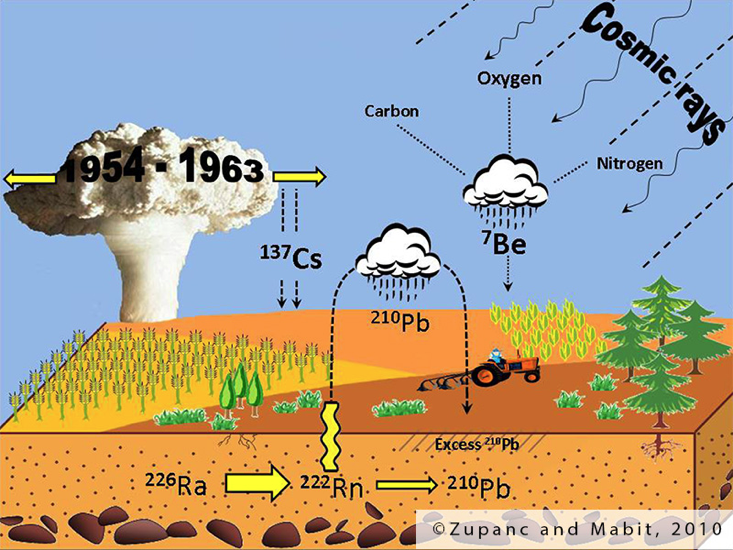 Cosmic rays
Oxygen
Carbon
Nitrogen
1954 - 1963
⁷Be
¹³⁷Cs
²¹⁰Pb
Excess ²¹⁰Pb
²²⁶Ra
²²²Rn
²¹⁰Pb
©Zupanc and Mabit, 2010